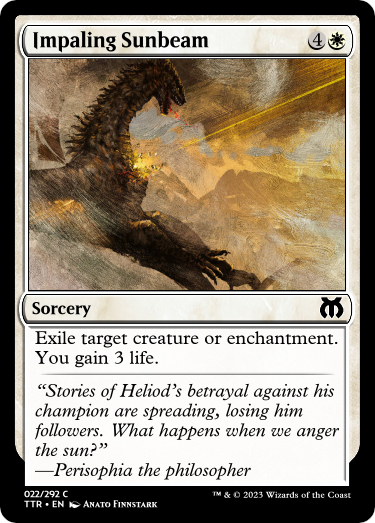 Impaling Sunbeam 4
Sorcery
Exile target creature or enchantment.
You gain 3 life.
“Stories of Heliod’s betrayal against his
champion are spreading, losing him
followers. What happens when we anger
the sun?”
—Perisophia the philosopher
022/292 C
TTR • EN Anato Finnstark
™ & © 2023 Wizards of the Coast